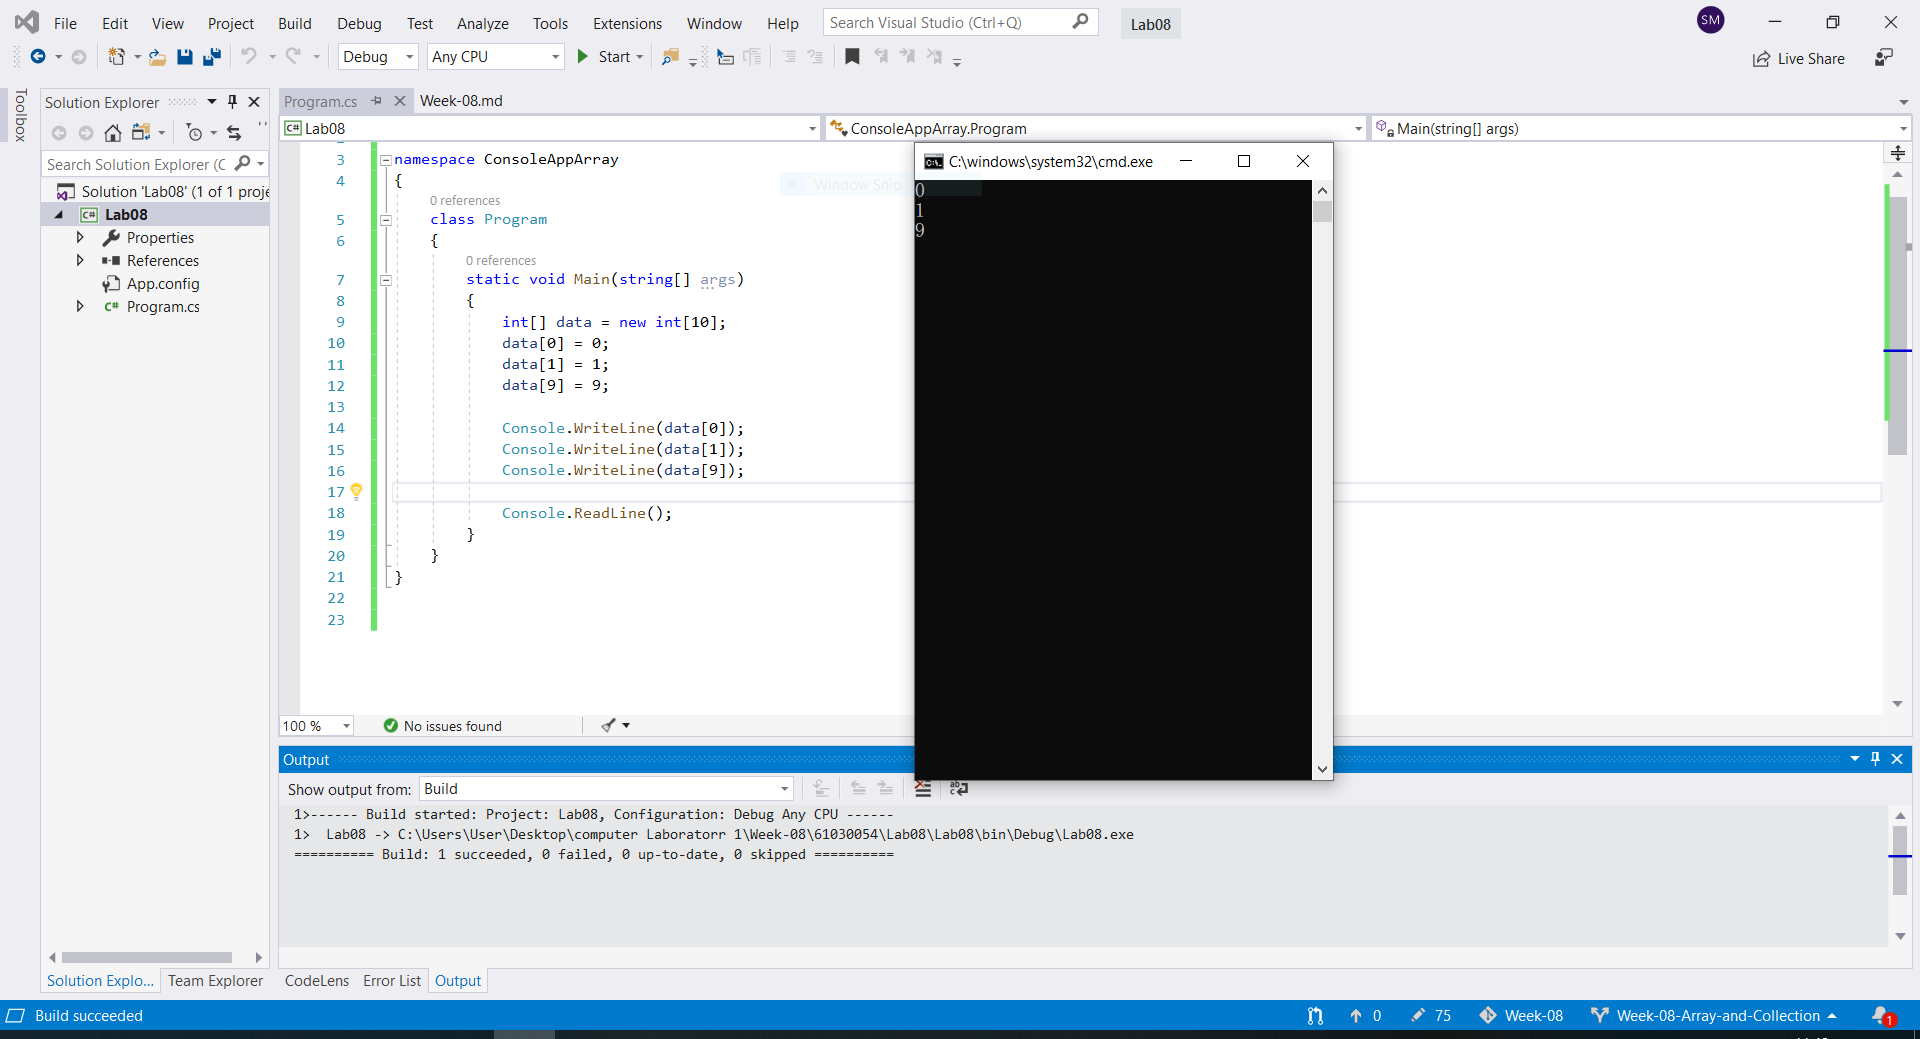 File Edit View Project Build Debug Test Analyze Tools Extensions Window Help Search Visual Studio (Ctrl+Q) Lab08 SM
Debug Any CPU Start Live Share
Toolbox
Solution Explorer
Search Solution Explorer (C
Solution 'Lab08' (1 of 1 proje
C# Lab08
Properties
References
App.config
C# Program.cs
Program.cs Week-08.md
C# Lab08 ConsoleAppArray.Program Main(string[] args)
3 namespace ConsoleAppArray
4 {
0 references
5 class Program
6 {
0 references
7 static void Main(string[] args)
8 {
9 int[] data = new int[10];
10 data[0] = 0;
11 data[1] = 1;
12 data[9] = 9;
13
14 Console.WriteLine(data[0]);
15 Console.WriteLine(data[1]);
16 Console.WriteLine(data[9]);
17
18 Console.ReadLine();
19 }
20 }
21 }
22
23
Window Snip
C:\windows\system32\cmd.exe
0
1
9
100 % No issues found
Output
Show output from: Build
1>------ Build started: Project: Lab08, Configuration: Debug Any CPU ------
1>  Lab08 -> C:\Users\User\Desktop\computer Laboratorr 1\Week-08\61030054\Lab08\Lab08\bin\Debug\Lab08.exe
========== Build: 1 succeeded, 0 failed, 0 up-to-date, 0 skipped ==========
Solution Explo... Team Explorer CodeLens Error List Output
Build succeeded 0 75 Week-08 Week-08-Array-and-Collection 1